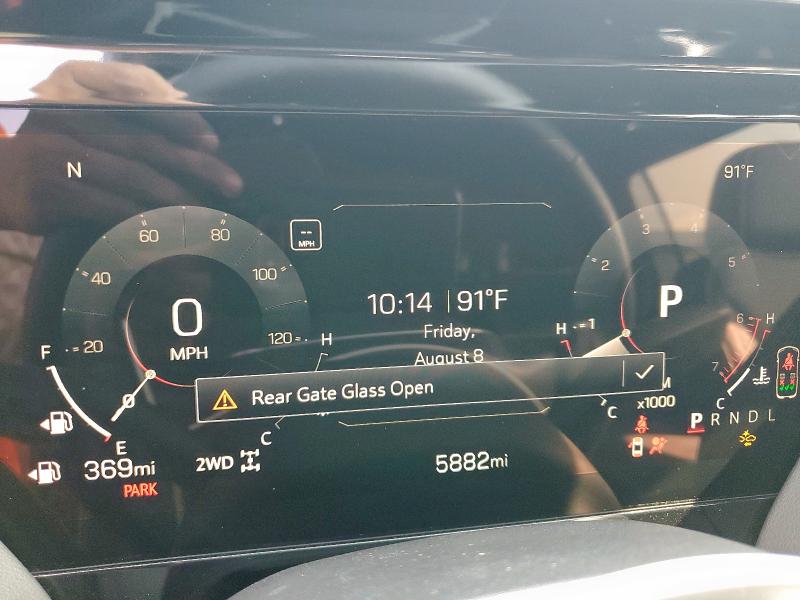 N
91°F
60 80
-- MPH
3 4
40 100
2 5
10:14 | 91°F
0
MPH
P
Friday,
August 8
20 120
H
H 1
6 H
F
7
Rear Gate Glass Open
0
M
x1000
C
C
P R N D L
E
C
369mi
PARK
2WD
5882mi